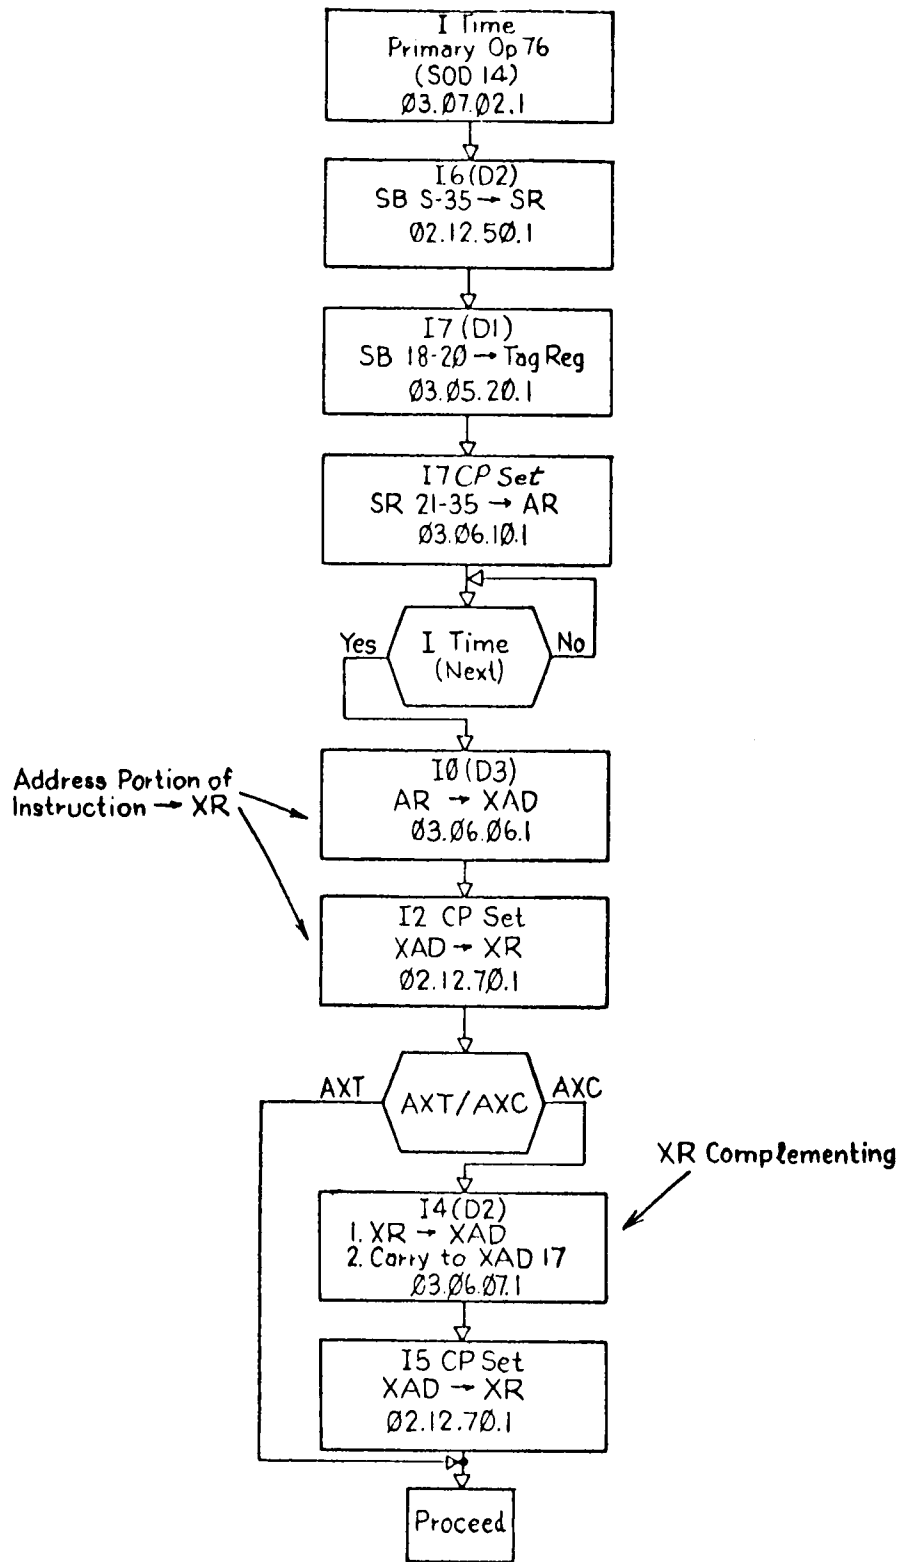 I Time
Primary Op 76
(SOD 14)
Ø3.Ø7.Ø2.1
I6(D2)
SB S-35→ SR
Ø2.12.5Ø.1
I7(D1)
SB 18-2Ø → Tag Reg
Ø3.Ø5.2Ø.1
I7 CP Set
SR 21-35 → AR
Ø3.Ø6.1Ø.1
Yes
I Time
(Next)
No
IØ(D3)
AR → XAD
Ø3.Ø6.Ø6.1
Address Portion of
Instruction → XR
I2 CP Set
XAD → XR
Ø2.12.7Ø.1
AXT
AXT/AXC
AXC
XR Complementing
I4(D2)
1. XR → XAD
2. Carry to XAD 17
Ø3.Ø6.Ø7.1
I5 CP Set
XAD → XR
Ø2.12.7Ø.1
Proceed